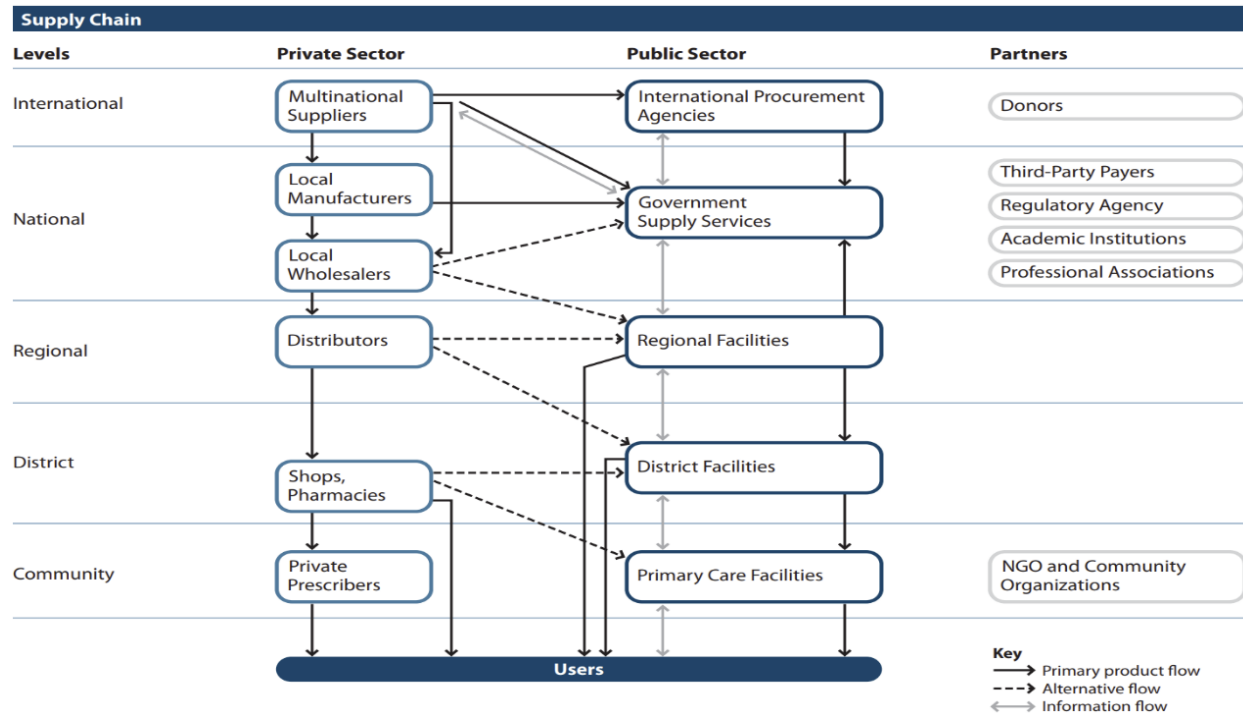 Supply Chain
Levels
Private Sector
Public Sector
Partners
International
Multinational
Suppliers
International Procurement
Agencies
Donors
National
Local
Manufacturers
Government
Supply Services
Local
Wholesalers
Third-Party Payers
Regulatory Agency
Academic Institutions
Professional Associations
Regional
Distributors
Regional Facilities
District
Shops,
Pharmacies
District Facilities
Community
Private
Prescribers
Primary Care Facilities
NGO and Community
Organizations
Users
Key
Primary product flow
Alternative flow
Information flow